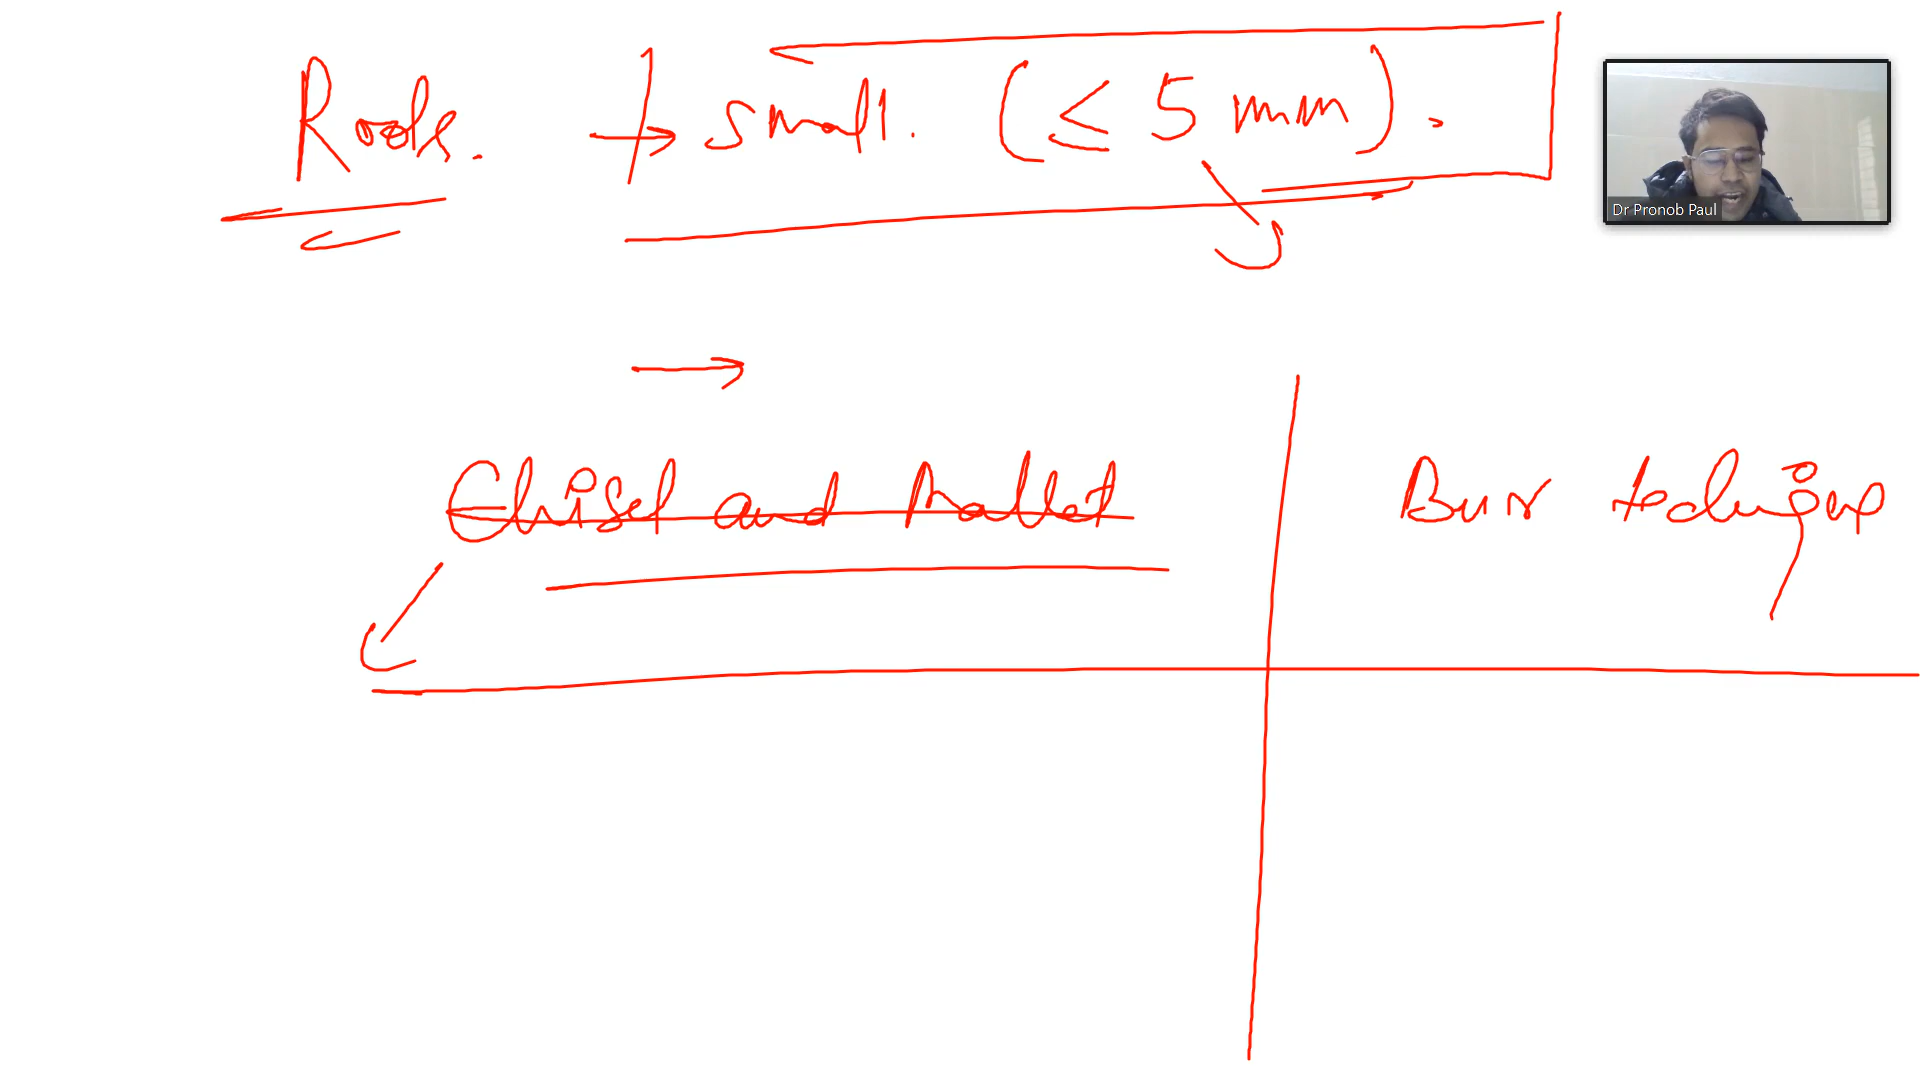 Roots. → small. (≤ 5 mm).
Dr Pronob Paul
Chisel and Mallet
Bur technique